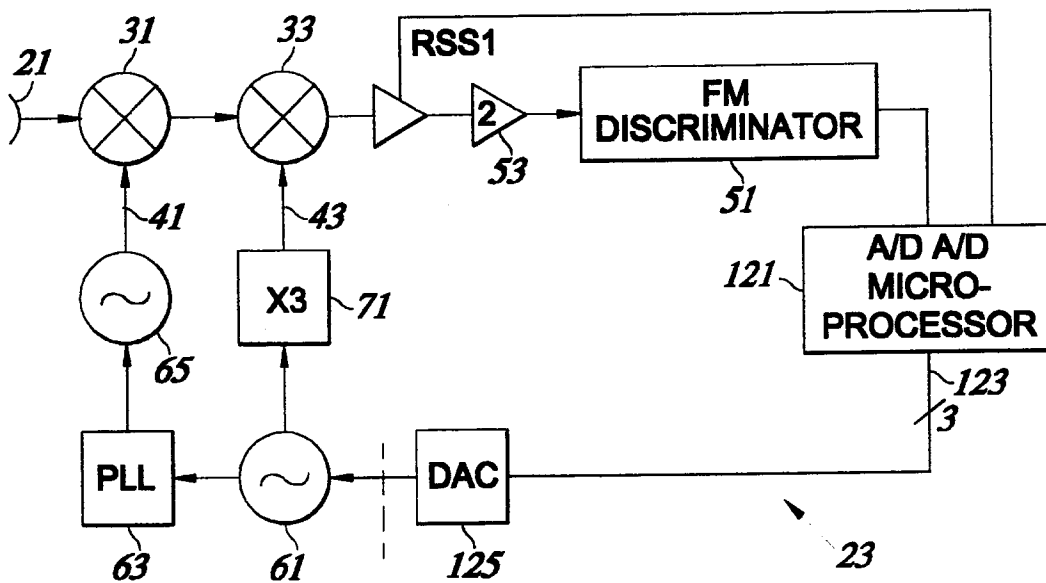 31
33
RSS1
21
2
FM
DISCRIMINATOR
53
51
41
43
A/D A/D
MICRO-
PROCESSOR
121
X3
71
65
123
3
PLL
DAC
63
61
125
23